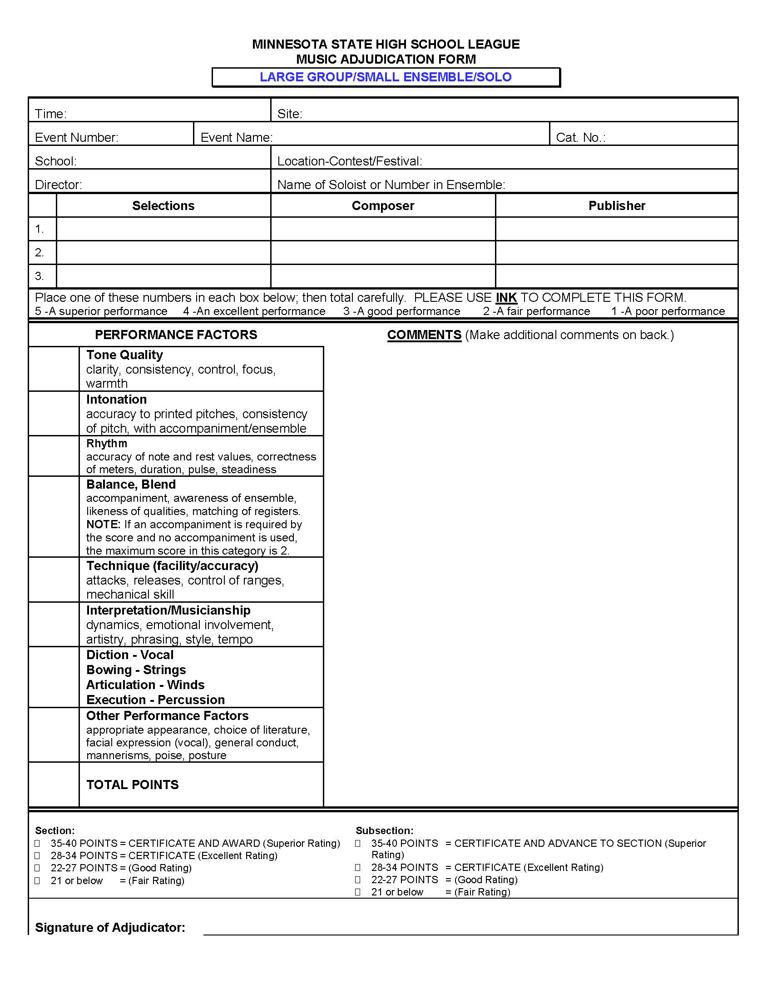 MINNESOTA STATE HIGH SCHOOL LEAGUE
MUSIC ADJUDICATION FORM
LARGE GROUP/SMALL ENSEMBLE/SOLO
Time: Site:
Event Number: Event Name: Cat. No.:
School: Location-Contest/Festival:
Director: Name of Soloist or Number in Ensemble:
Selections Composer Publisher
1.
2.
3.
Place one of these numbers in each box below; then total carefully. PLEASE USE INK TO COMPLETE THIS FORM.
5 -A superior performance 4 -An excellent performance 3 -A good performance 2 -A fair performance 1 -A poor performance
PERFORMANCE FACTORS COMMENTS (Make additional comments on back.)
Tone Quality
clarity, consistency, control, focus,
warmth
Intonation
accuracy to printed pitches, consistency
of pitch, with accompaniment/ensemble
Rhythm
accuracy of note and rest values, correctness
of meters, duration, pulse, steadiness
Balance, Blend
accompaniment, awareness of ensemble,
likeness of qualities, matching of registers.
NOTE: If an accompaniment is required by
the score and no accompaniment is used,
the maximum score in this category is 2.
Technique (facility/accuracy)
attacks, releases, control of ranges,
mechanical skill
Interpretation/Musicianship
dynamics, emotional involvement,
artistry, phrasing, style, tempo
Diction - Vocal
Bowing - Strings
Articulation - Winds
Execution - Percussion
Other Performance Factors
appropriate appearance, choice of literature,
facial expression (vocal), general conduct,
mannerisms, poise, posture
TOTAL POINTS
Section:
35-40 POINTS = CERTIFICATE AND AWARD (Superior Rating)
28-34 POINTS = CERTIFICATE (Excellent Rating)
22-27 POINTS = (Good Rating)
21 or below = (Fair Rating)
Subsection:
35-40 POINTS = CERTIFICATE AND ADVANCE TO SECTION (Superior
Rating)
28-34 POINTS = CERTIFICATE (Excellent Rating)
22-27 POINTS = (Good Rating)
21 or below = (Fair Rating)
Signature of Adjudicator: